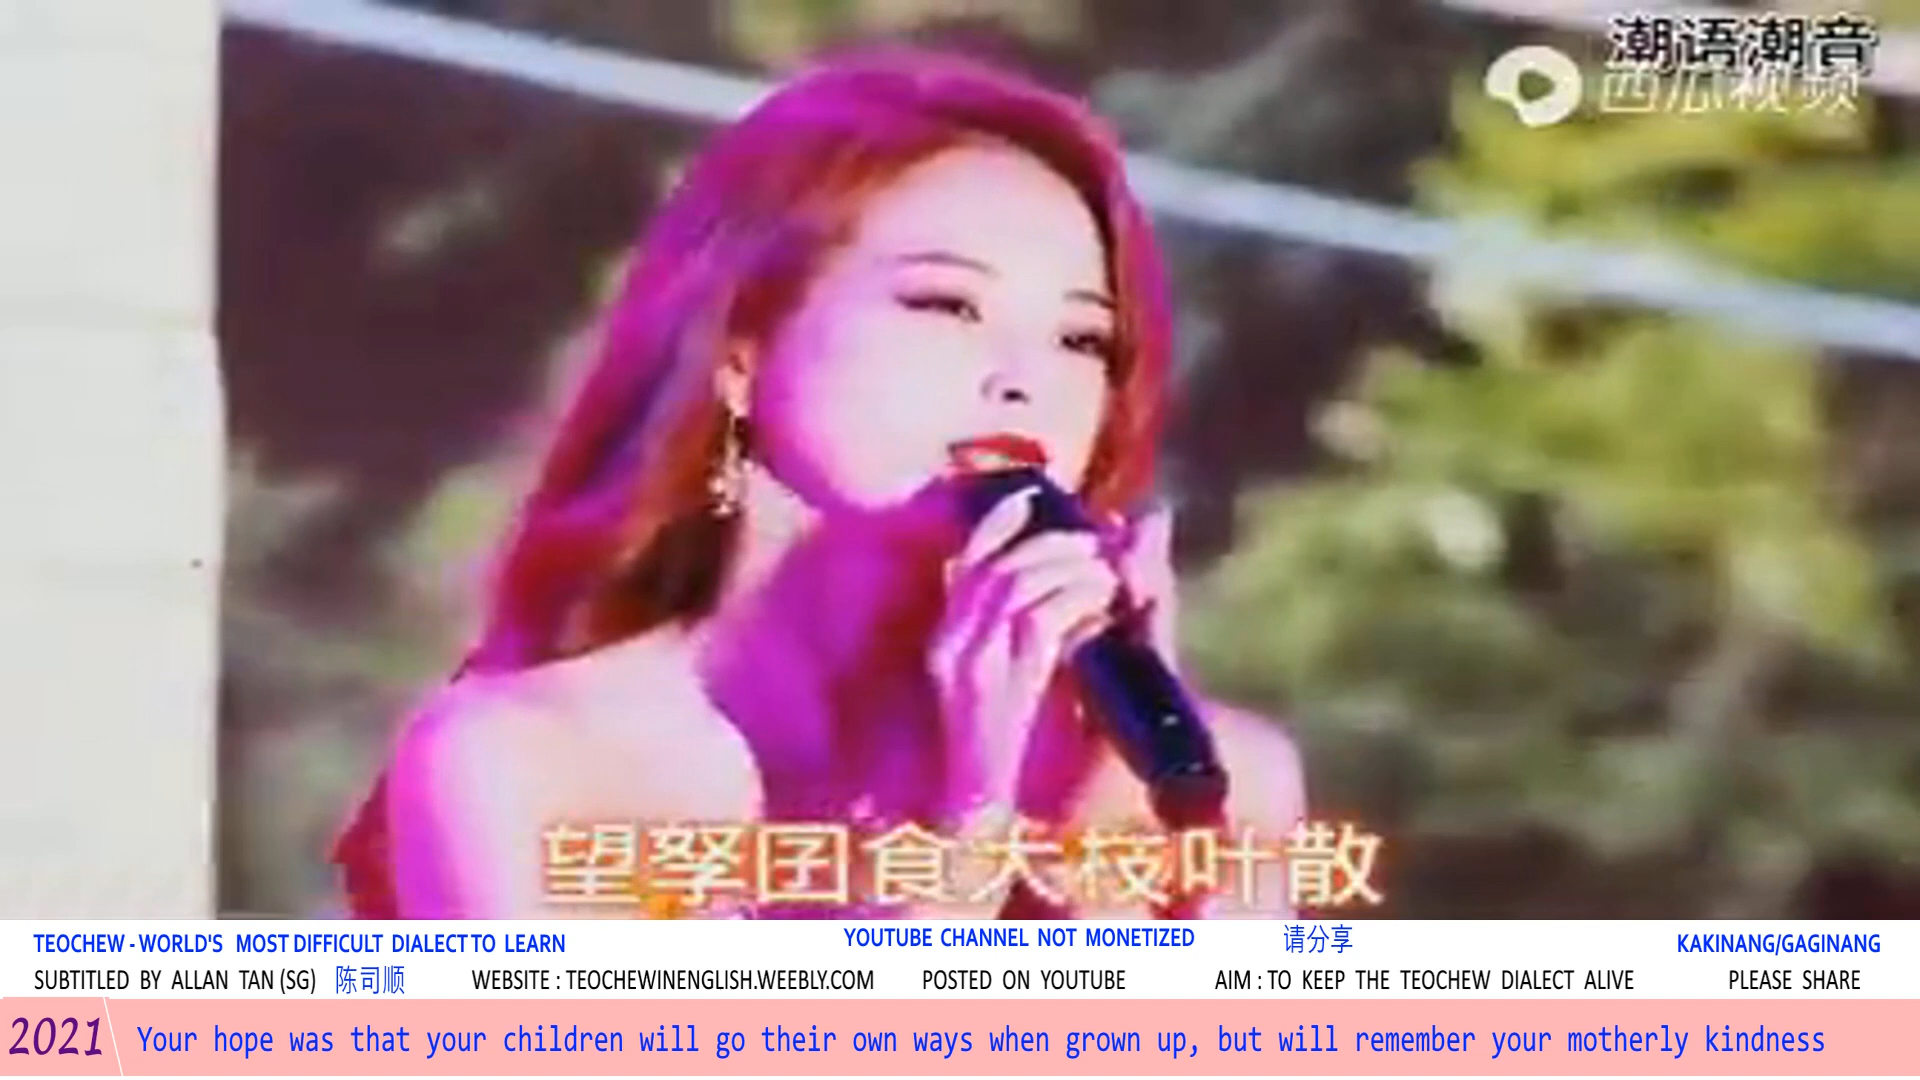 潮语潮音
西瓜视频
望孥囝食大枝叶散
TEOCHEW - WORLD'S MOST DIFFICULT DIALECT TO LEARN
YOUTUBE CHANNEL NOT MONETIZED
请分享
KAKINANG/GAGINANG
SUBTITLED BY ALLAN TAN (SG) 陈司顺
WEBSITE : TEOCHEWINENGLISH.WEEBLY.COM
POSTED ON YOUTUBE
AIM : TO KEEP THE TEOCHEW DIALECT ALIVE
PLEASE SHARE
2021
Your hope was that your children will go their own ways when grown up, but will remember your motherly kindness